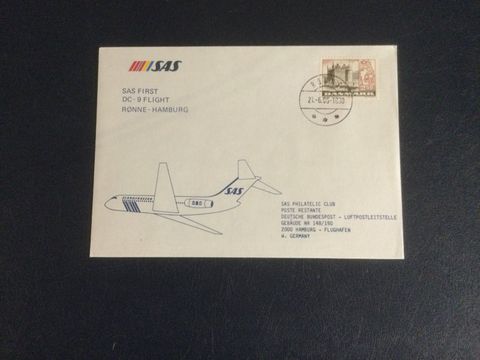 SAS
SAS FIRST
DC-9 FLIGHT
RØNNE-HAMBURG
DANMARK
SAS
SAS PHILATELIC CLUB
POSTE RESTANTE
DEUTSCHE BUNDESPOST - LUFTPOSTLEITSTELLE
GEBÄUDE NR 148/180
2000 HAMBURG - FLUGHAFEN
W. GERMANY